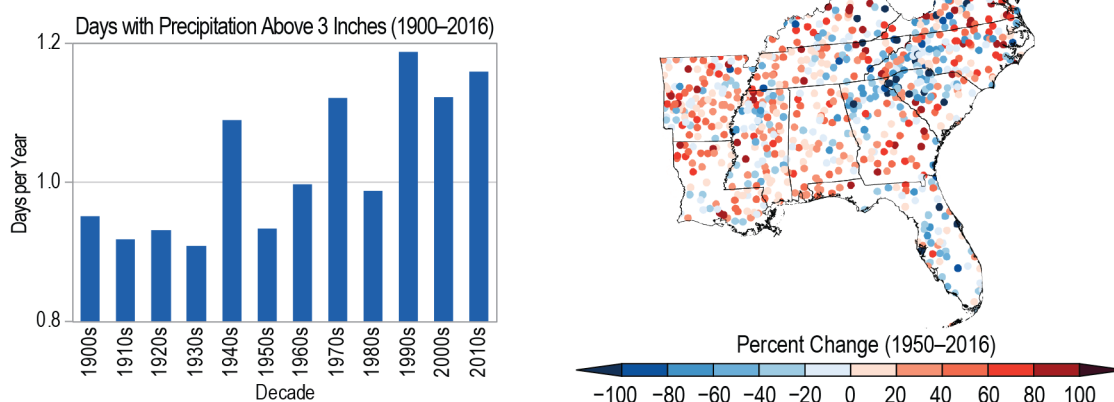 Days with Precipitation Above 3 Inches (1900–2016)
1.2
1.0
0.8
Days per Year
1900s
1910s
1920s
1930s
1940s
1950s
1960s
1970s
1980s
1990s
2000s
2010s
Decade
Percent Change (1950–2016)
−100 −80 −60 −40 −20 0 20 40 60 80 100